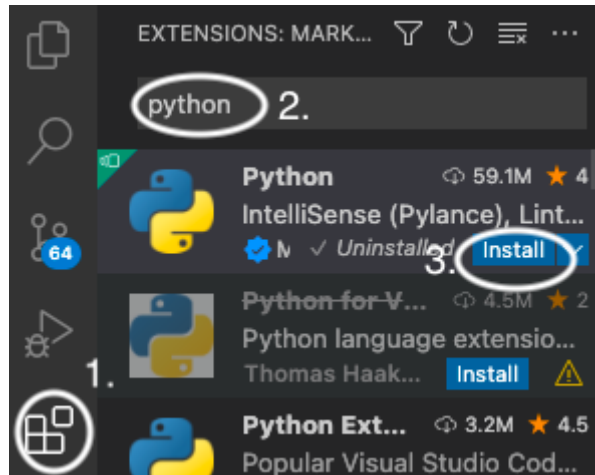 EXTENSIONS: MARK...
python 2.
Python 59.1M ★ 4
IntelliSense (Pylance), Lint...
M ✓ Uninstalled 3. Install
64
Python for V... 4.5M ★ 2
Python language extensio...
1. Thomas Haak... Install
Python Ext... 3.2M ★ 4.5
Popular Visual Studio Cod...